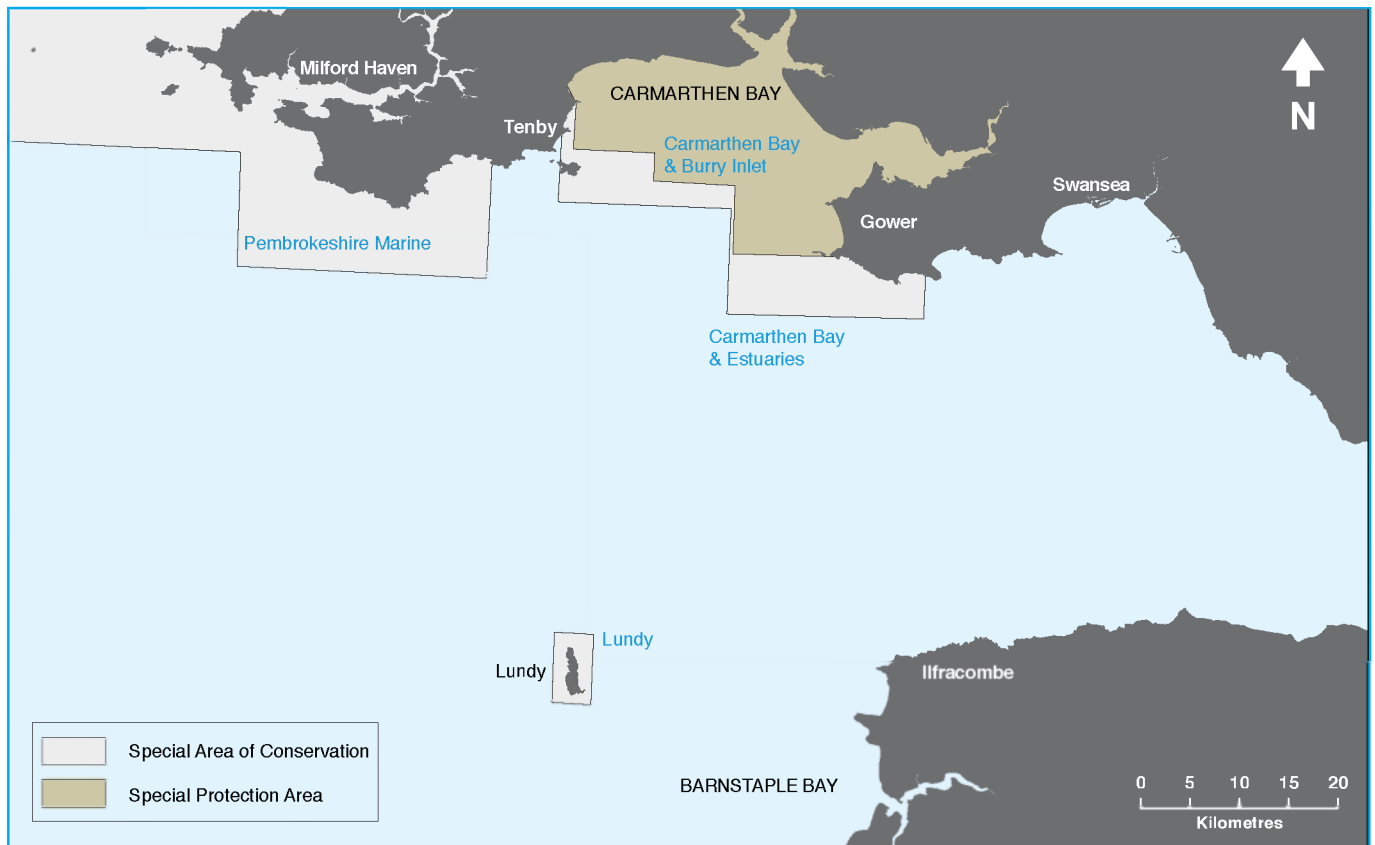 Milford Haven
CARMARTHEN BAY
N
Tenby
Carmarthen Bay
& Burry Inlet
Swansea
Gower
Pembrokeshire Marine
Carmarthen Bay
& Estuaries
Lundy
Lundy
Ilfracombe
Special Area of Conservation
Special Protection Area
BARNSTAPLE BAY
0 5 10 15 20
Kilometres